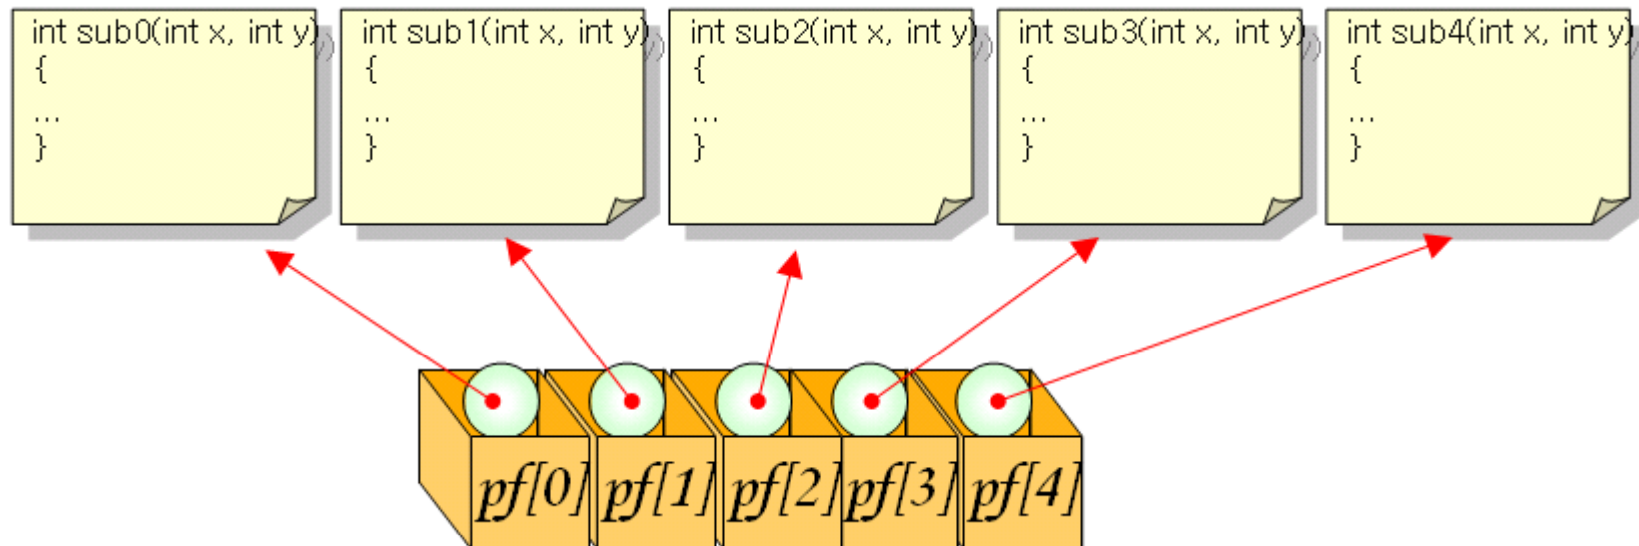 int sub0(int x, int y)
{
...
}
int sub1(int x, int y)
{
...
}
int sub2(int x, int y)
{
...
}
int sub3(int x, int y)
{
...
}
int sub4(int x, int y)
{
...
}
pf[0] pf[1] pf[2] pf[3] pf[4]